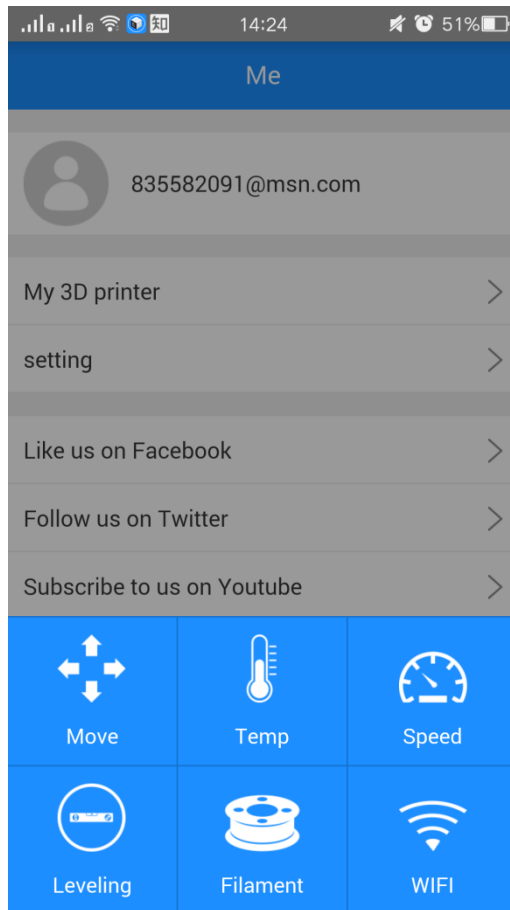 知 14:24 51%
Me
835582091@msn.com
My 3D printer
setting
Like us on Facebook
Follow us on Twitter
Subscribe to us on Youtube
Move Temp Speed
Leveling Filament WIFI